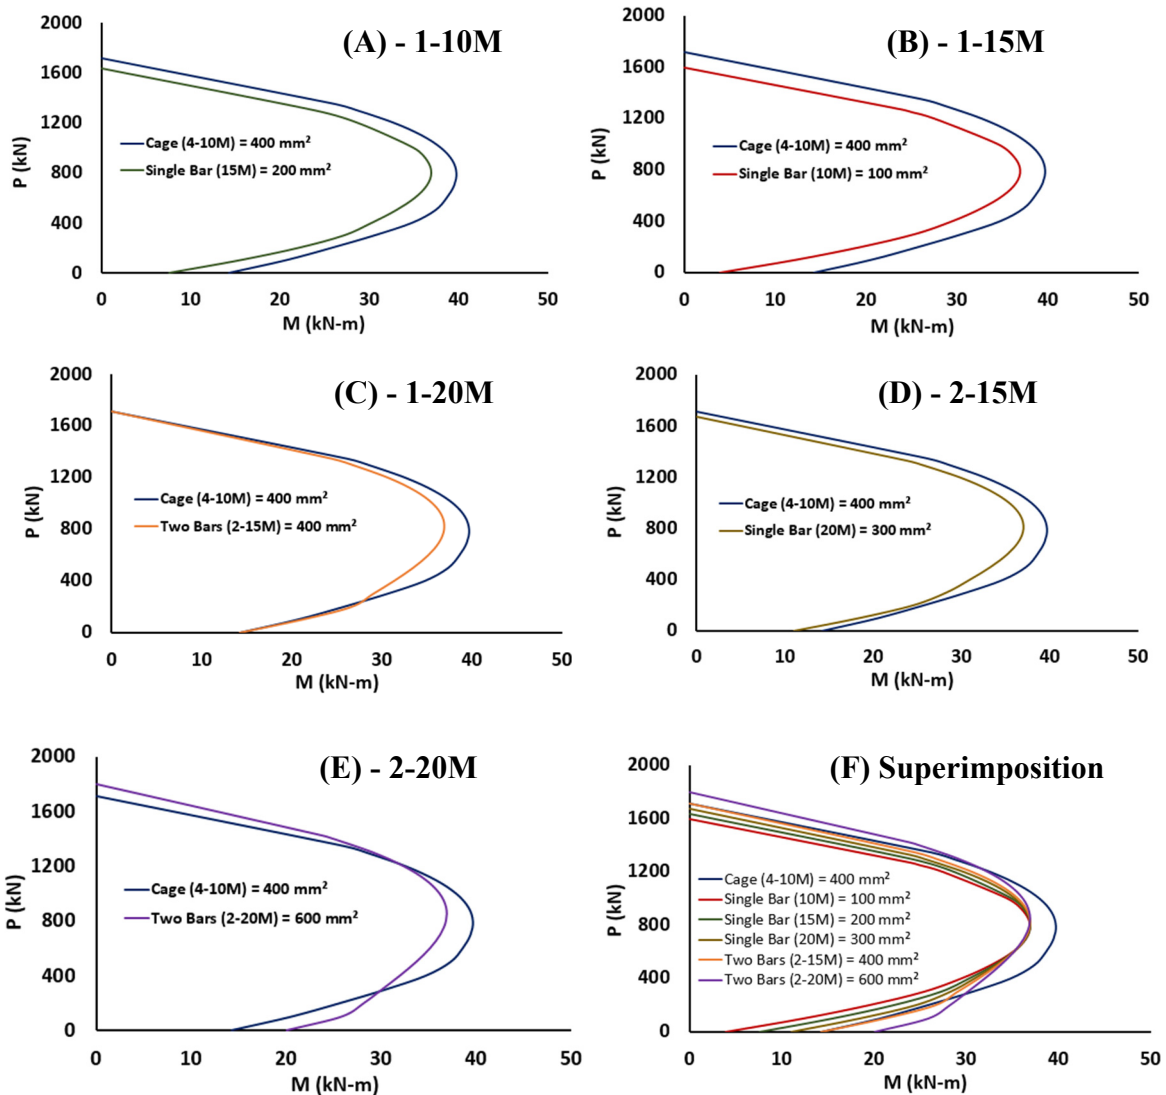 (A) - 1-10M
2000
1600
1200
800
400
0
P (kN)
Cage (4-10M) = 400 mm²
Single Bar (15M) = 200 mm²
0 10 20 30 40 50
M (kN-m)
(B) - 1-15M
2000
1600
1200
800
400
0
P (kN)
Cage (4-10M) = 400 mm²
Single Bar (10M) = 100 mm²
0 10 20 30 40 50
M (kN-m)
(C) - 1-20M
2000
1600
1200
800
400
0
P (kN)
Cage (4-10M) = 400 mm²
Two Bars (2-15M) = 400 mm²
0 10 20 30 40 50
M (kN-m)
(D) - 2-15M
2000
1600
1200
800
400
0
P (kN)
Cage (4-10M) = 400 mm²
Single Bar (20M) = 300 mm²
0 10 20 30 40 50
M (kN-m)
(E) - 2-20M
2000
1600
1200
800
400
0
P (kN)
Cage (4-10M) = 400 mm²
Two Bars (2-20M) = 600 mm²
0 10 20 30 40 50
M (kN-m)
(F) Superimposition
2000
1600
1200
800
400
0
P (kN)
Cage (4-10M) = 400 mm²
Single Bar (10M) = 100 mm²
Single Bar (15M) = 200 mm²
Single Bar (20M) = 300 mm²
Two Bars (2-15M) = 400 mm²
Two Bars (2-20M) = 600 mm²
0 10 20 30 40 50
M (kN-m)